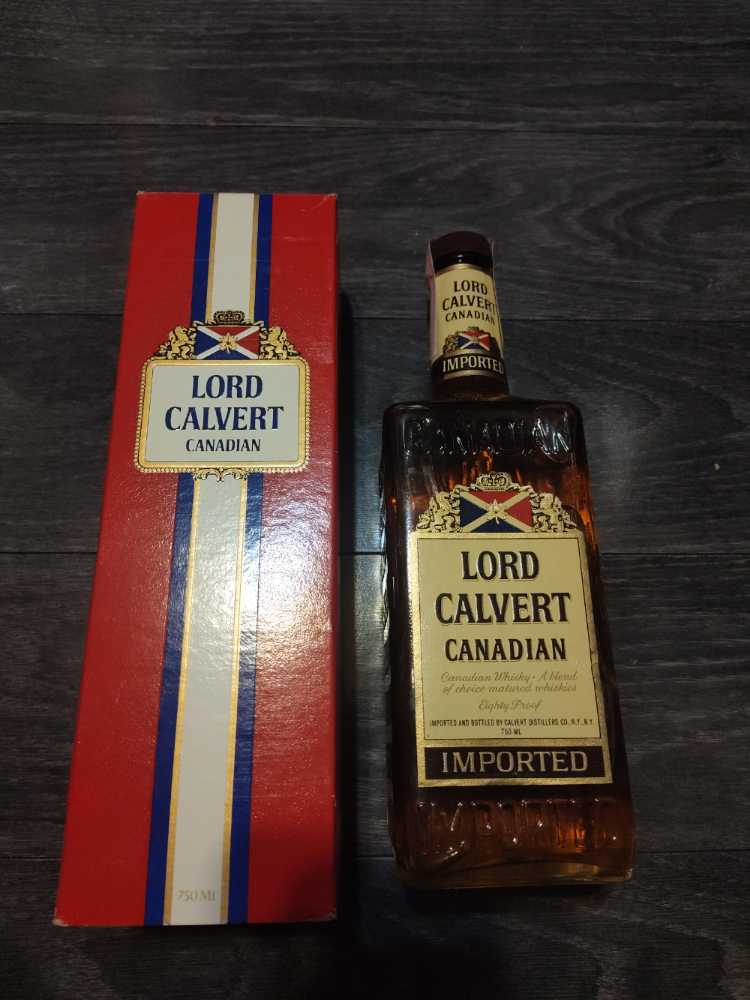 LORD
CALVERT
CANADIAN
750 ML
LORD
CALVERT
CANADIAN
IMPORTED
CANADIAN
LORD
CALVERT
CANADIAN
Canadian Whisky • A blend
of choice matured whiskies
Eighty Proof
IMPORTED AND BOTTLED BY CALVERT DISTILLERS CO., N.Y., N.Y.
750 ML
IMPORTED
IMPORTED